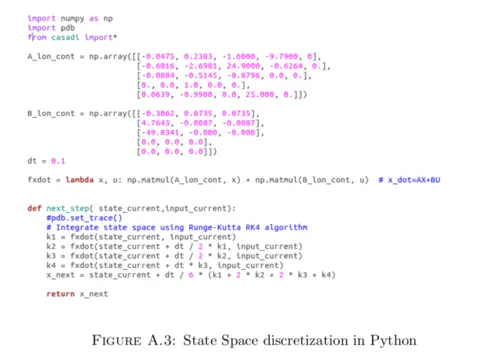 import numpy as np
import pdb
from casadi import*
A_lon_cont = np.array([[-0.0475, 0.2383, -1.6000, -9.7900, 0],
[-0.6016, -2.6981, 24.9000, -0.6264, 0.],
[-0.0884, -0.5145, -0.8796, 0.0, 0.],
[0., 0.0, 1.0, 0.0, 0.],
[0.0639, -0.9980, 0.0, 25.000, 0.]])
B_lon_cont = np.array([[-0.3062, 0.0735, 0.0735],
[4.7643, -0.0087, -0.0087],
[-49.8341, -0.000, -0.000],
[0.0, 0.0, 0.0],
[0.0, 0.0, 0.0]])
dt = 0.1
fxdot = lambda x, u: np.matmul(A_lon_cont, x) + np.matmul(B_lon_cont, u) # x_dot=AX+BU
def next_step( state_current,input_current):
#pdb.set_trace()
# Integrate state space using Runge-Kutta RK4 algorithm
k1 = fxdot(state_current, input_current)
k2 = fxdot(state_current + dt / 2 * k1, input_current)
k3 = fxdot(state_current + dt / 2 * k2, input_current)
k4 = fxdot(state_current + dt * k3, input_current)
x_next = state_current + dt / 6 * (k1 + 2 * k2 + 2 * k3 + k4)
return x_next
FIGURE A.3: State Space discretization in Python